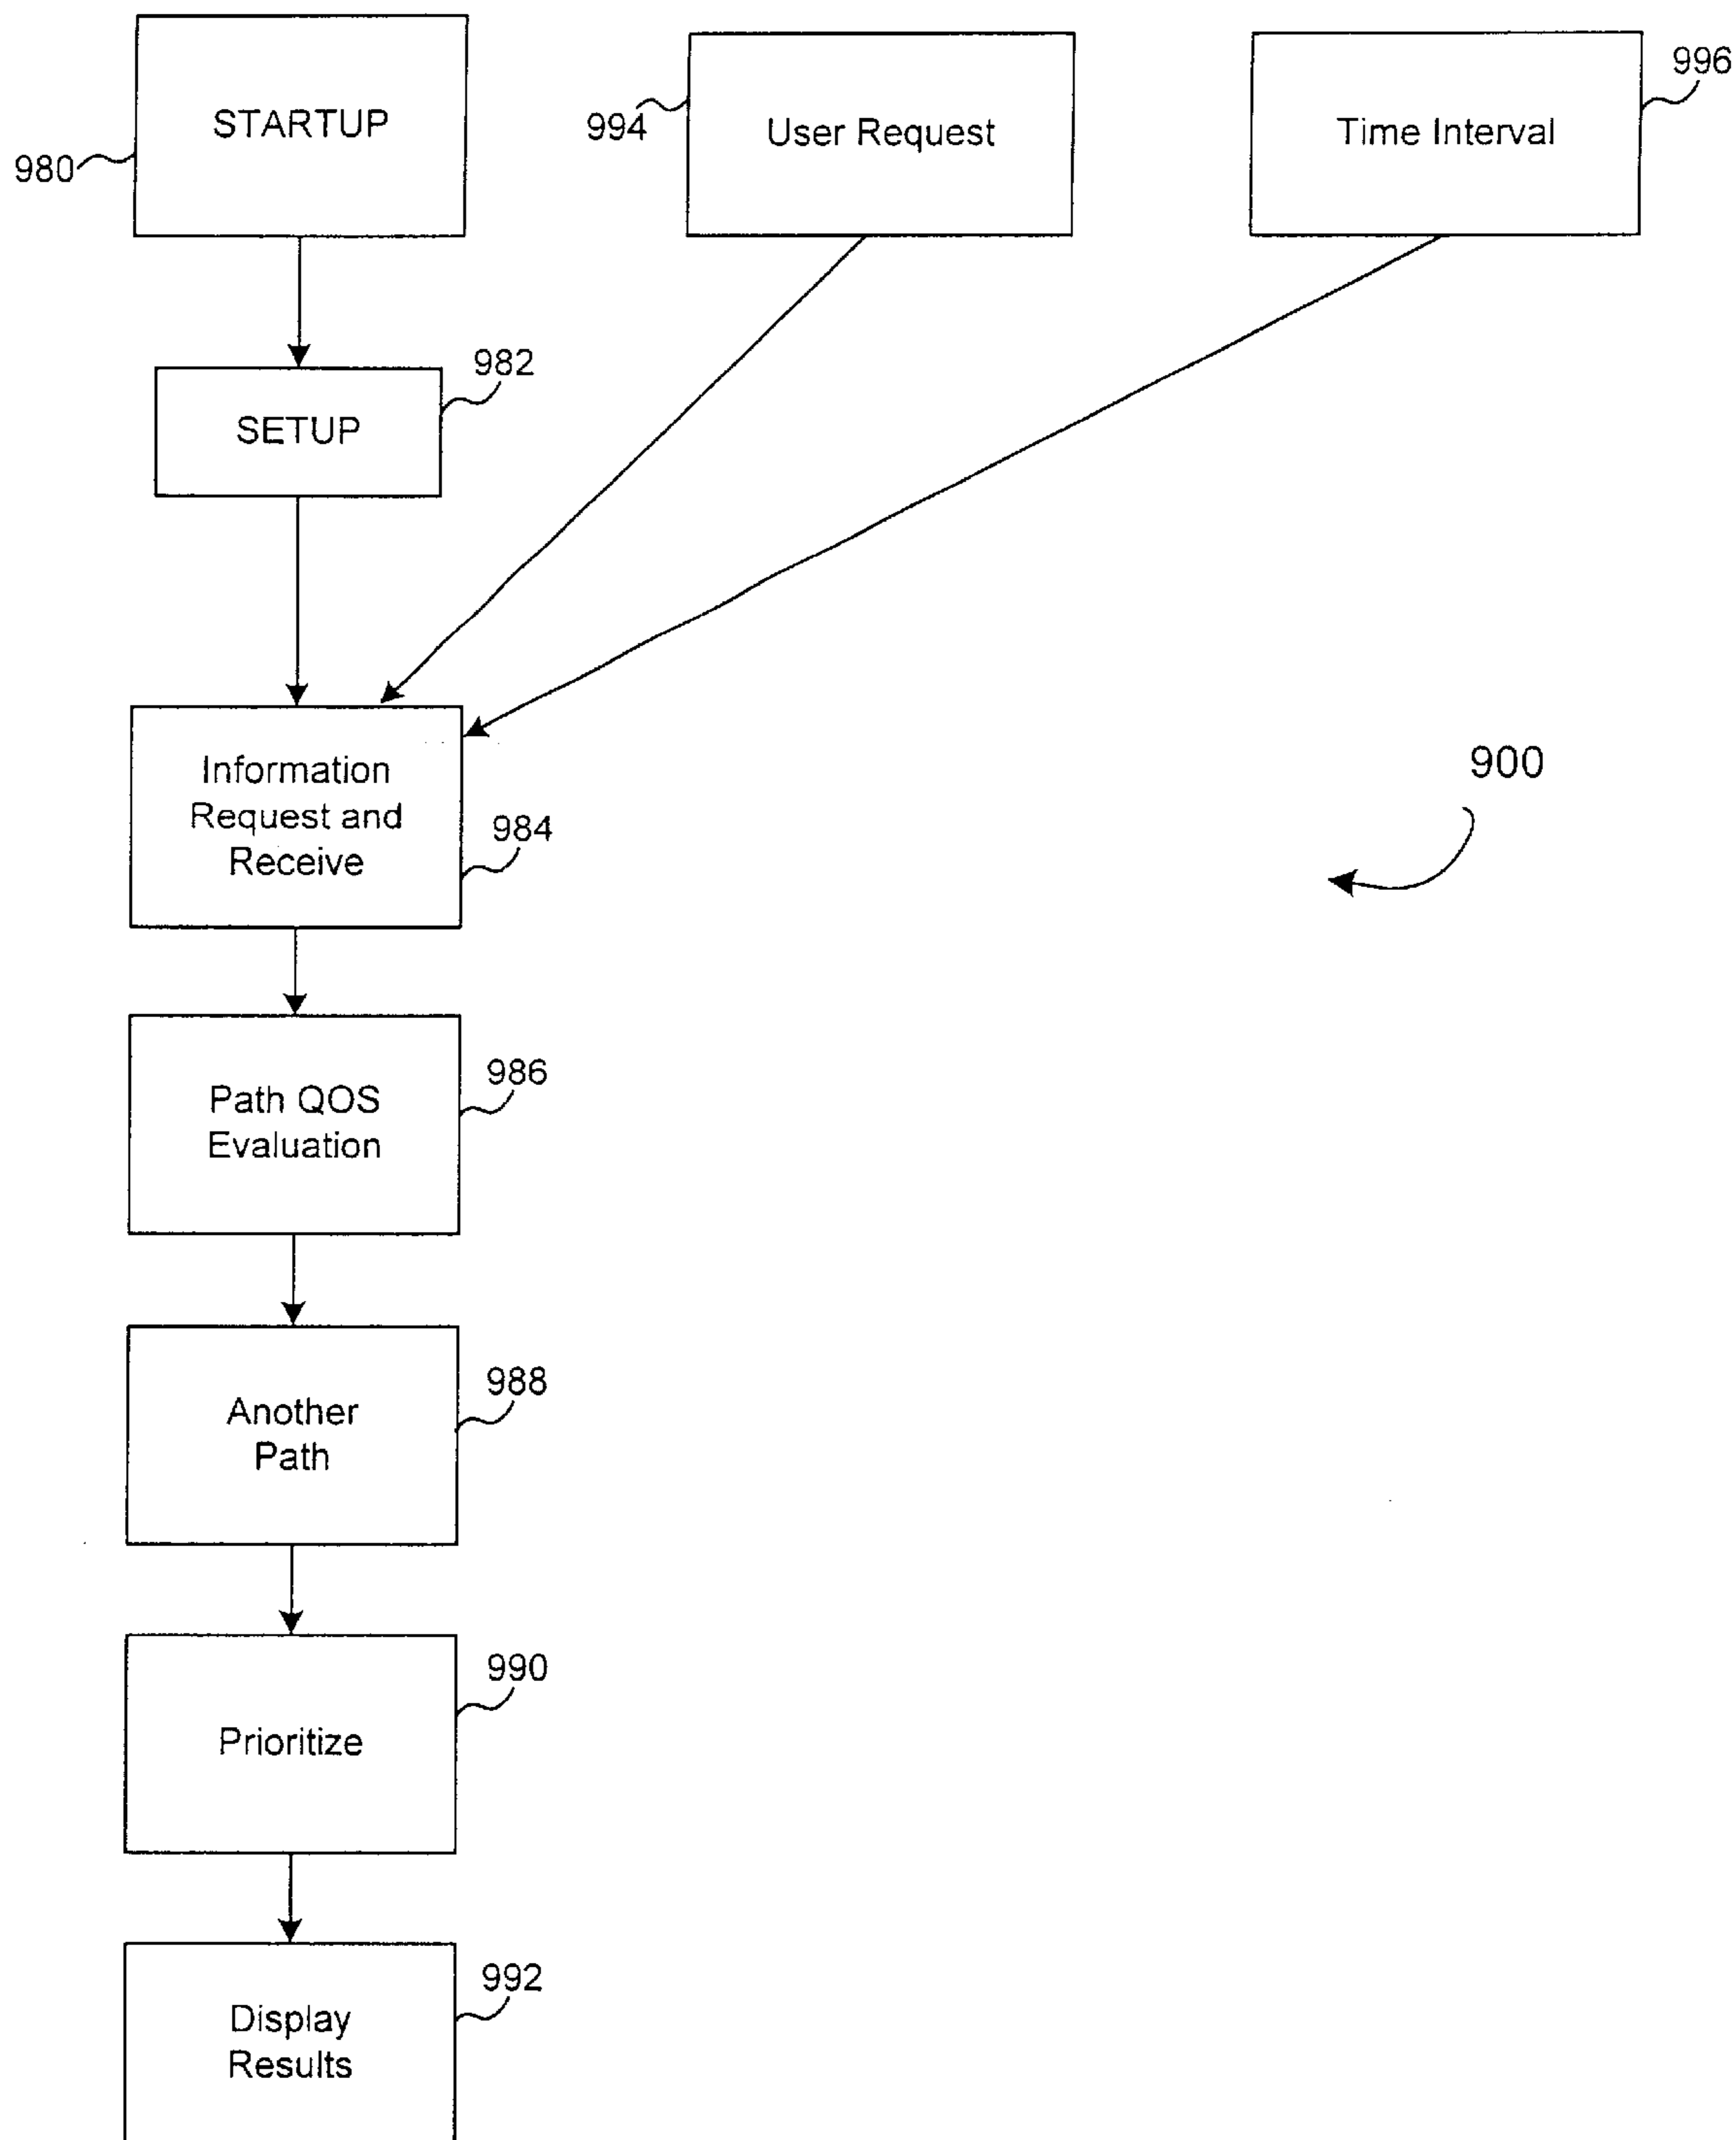 STARTUP
980
994
User Request
Time Interval
996
982
SETUP
Information
Request and
Receive
984
900
Path QOS
Evaluation
986
Another
Path
988
Prioritize
990
Display
Results
992